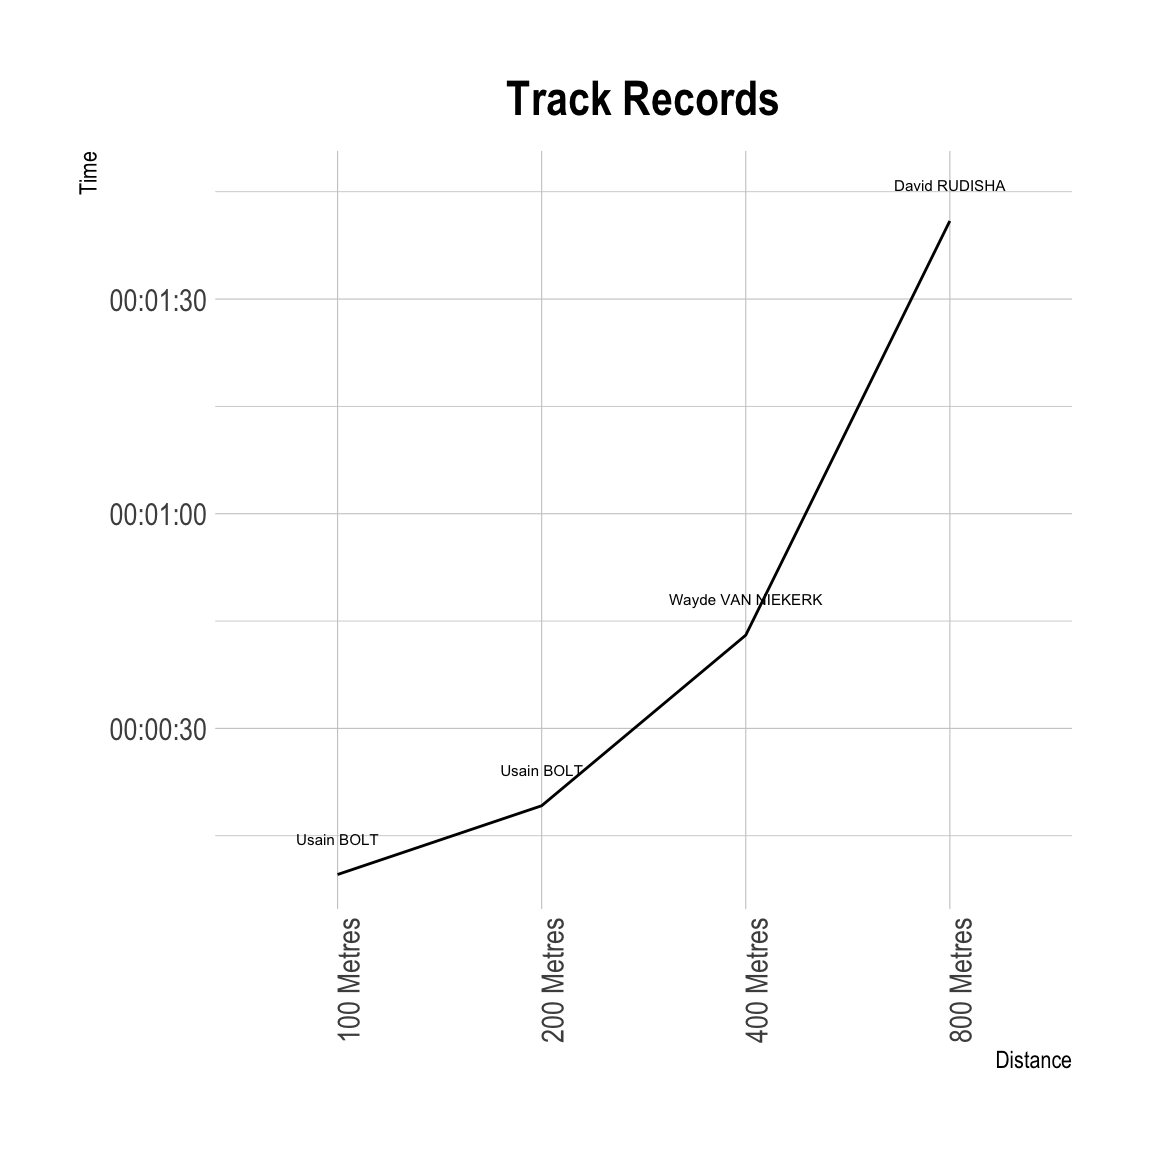 Track Records
Time
David RUDISHA
00:01:30
00:01:00
Wayde VAN NIEKERK
00:00:30
Usain BOLT
Usain BOLT
100 Metres
200 Metres
400 Metres
800 Metres
Distance